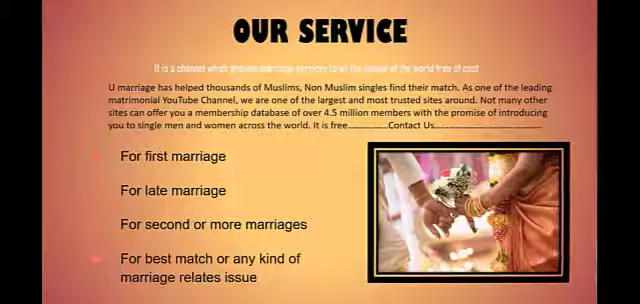 OUR SERVICE
It is a channel which provide marriage services to all the people of the world free of cost
U marriage has helped thousands of Muslims, Non Muslim singles find their match. As one of the leading
matrimonial YouTube Channel, we are one of the largest and most trusted sites around. Not many other
sites can offer you a membership database of over 4.5 million members with the promise of introducing
you to single men and women across the world. It is free................Contact Us..........................................
For first marriage
For late marriage
For second or more marriages
For best match or any kind of
marriage relates issue